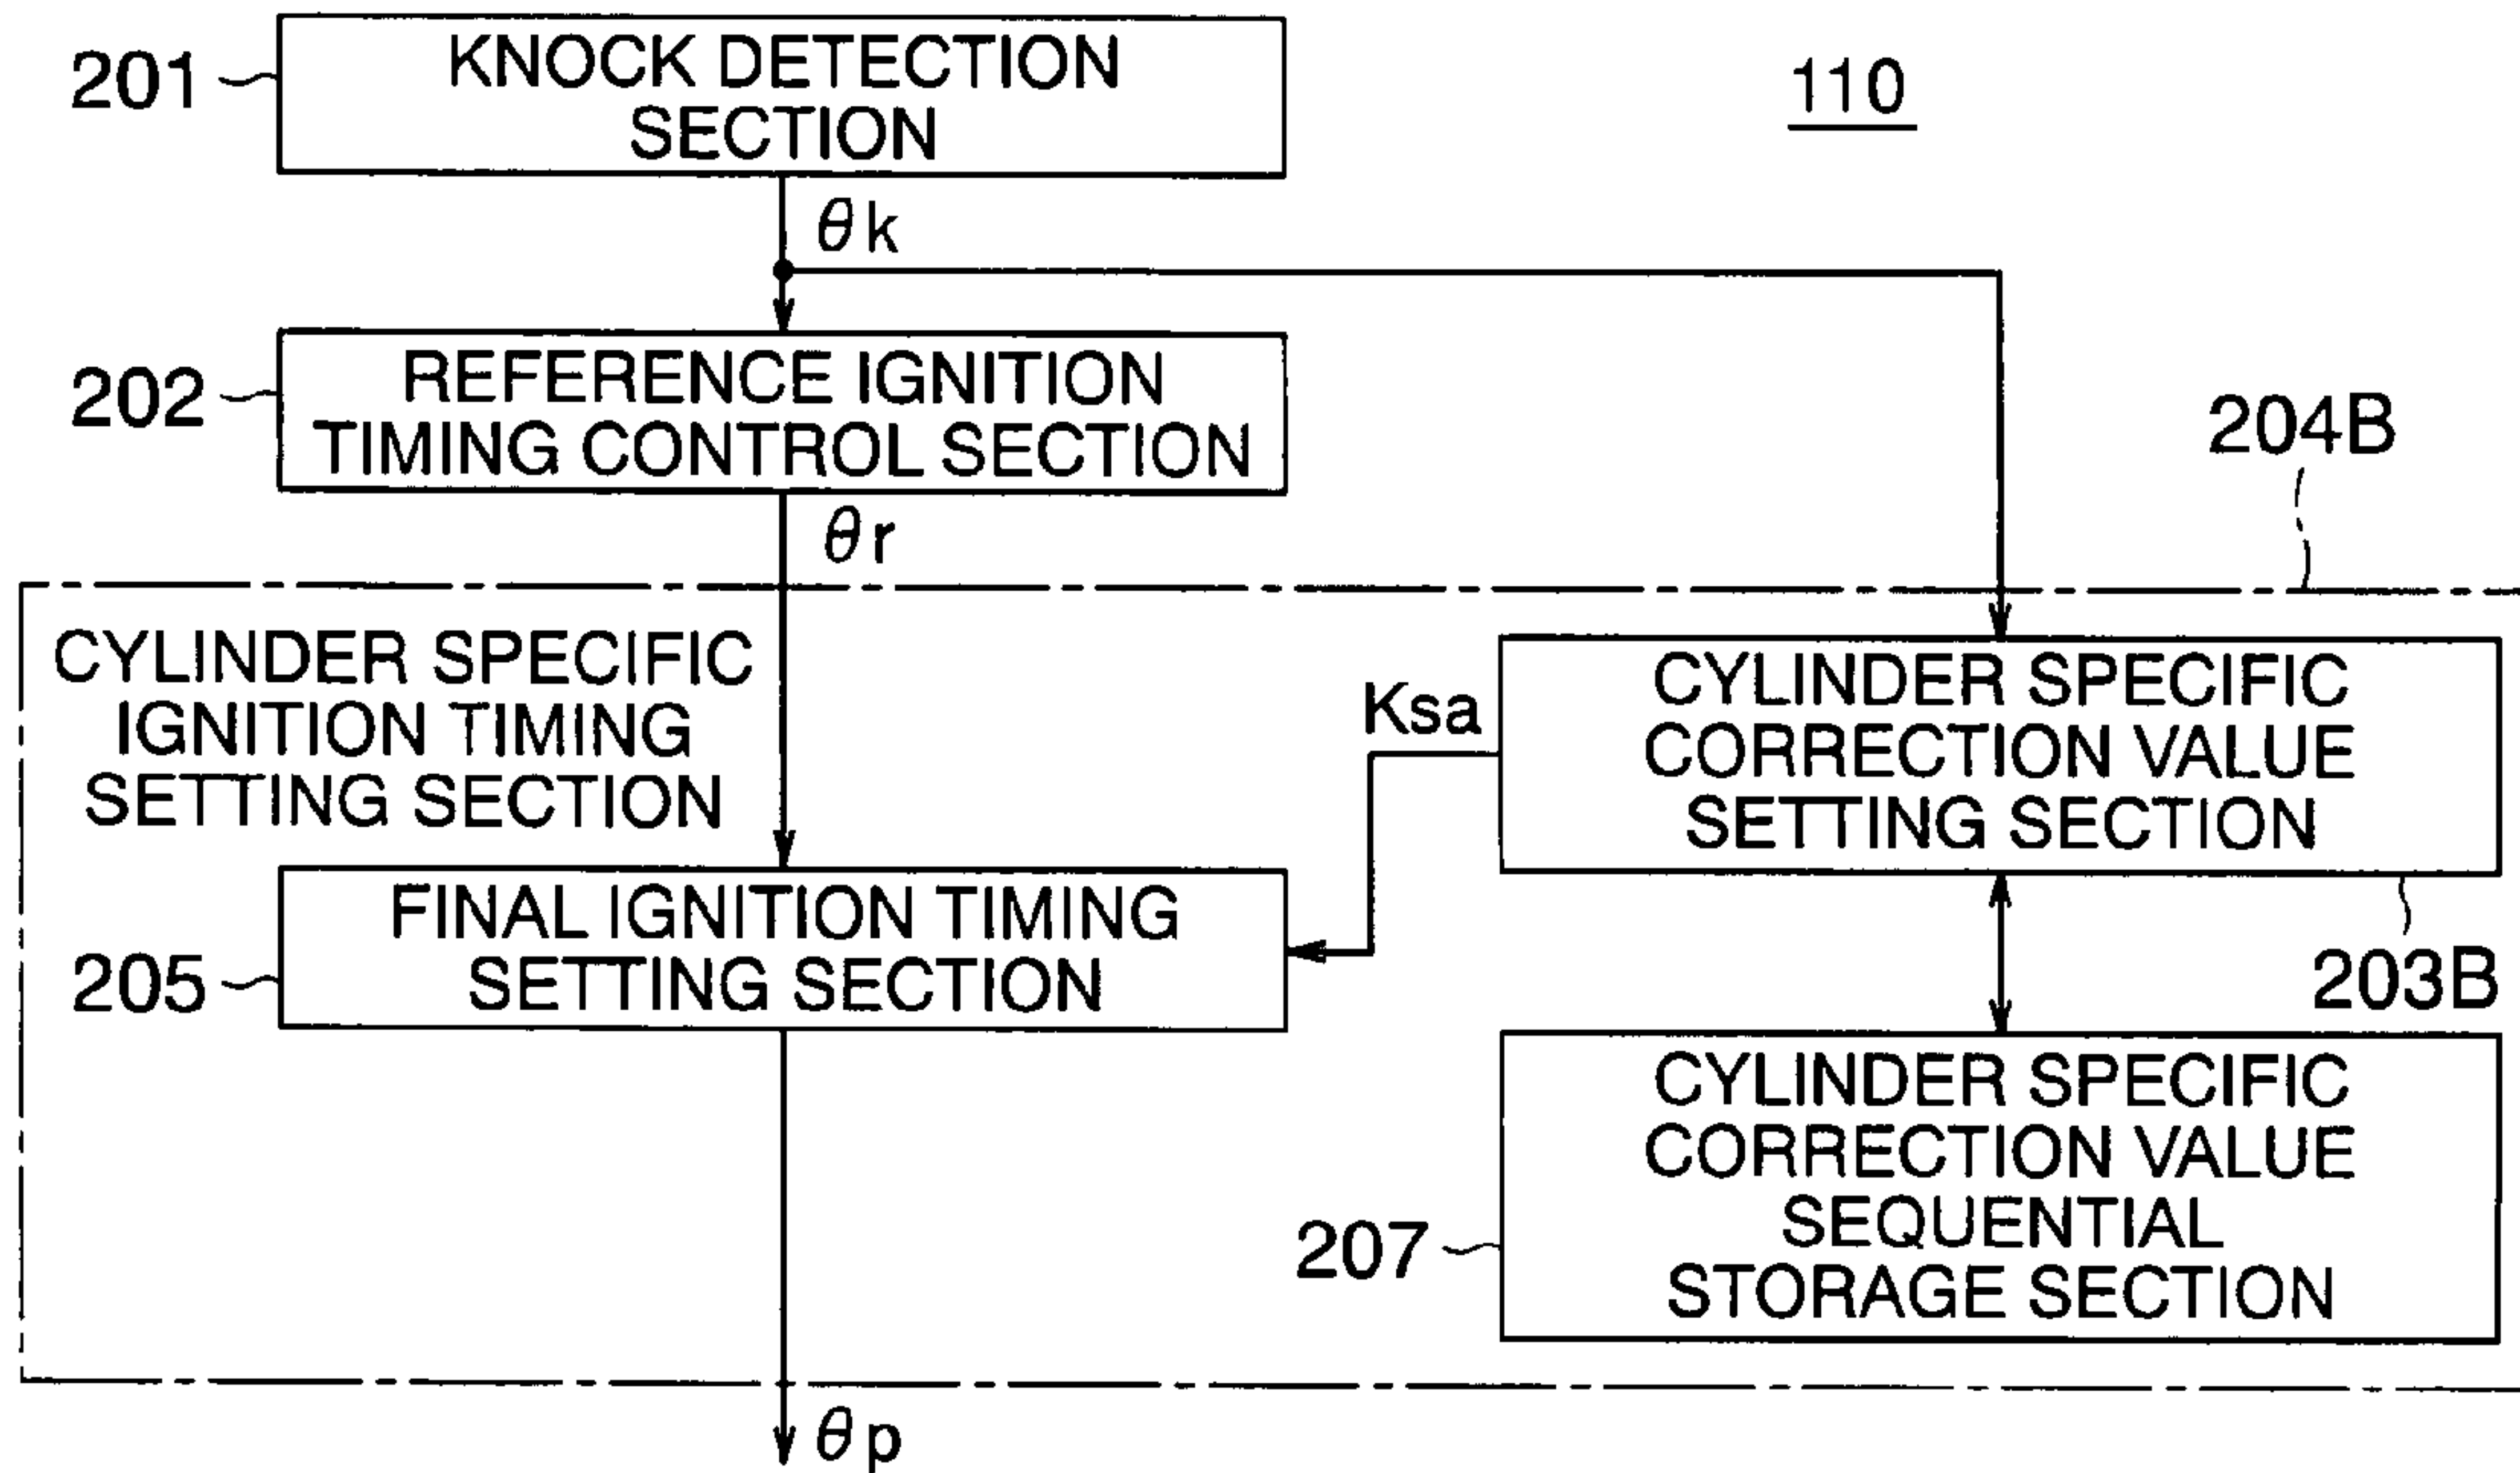 KNOCK DETECTION
SECTION
201
110
θk
REFERENCE IGNITION
TIMING CONTROL SECTION
202
204B
θr
CYLINDER SPECIFIC
IGNITION TIMING
SETTING SECTION
Ksa
CYLINDER SPECIFIC
CORRECTION VALUE
SETTING SECTION
203B
FINAL IGNITION TIMING
SETTING SECTION
205
CYLINDER SPECIFIC
CORRECTION VALUE
SEQUENTIAL
STORAGE SECTION
207
θp